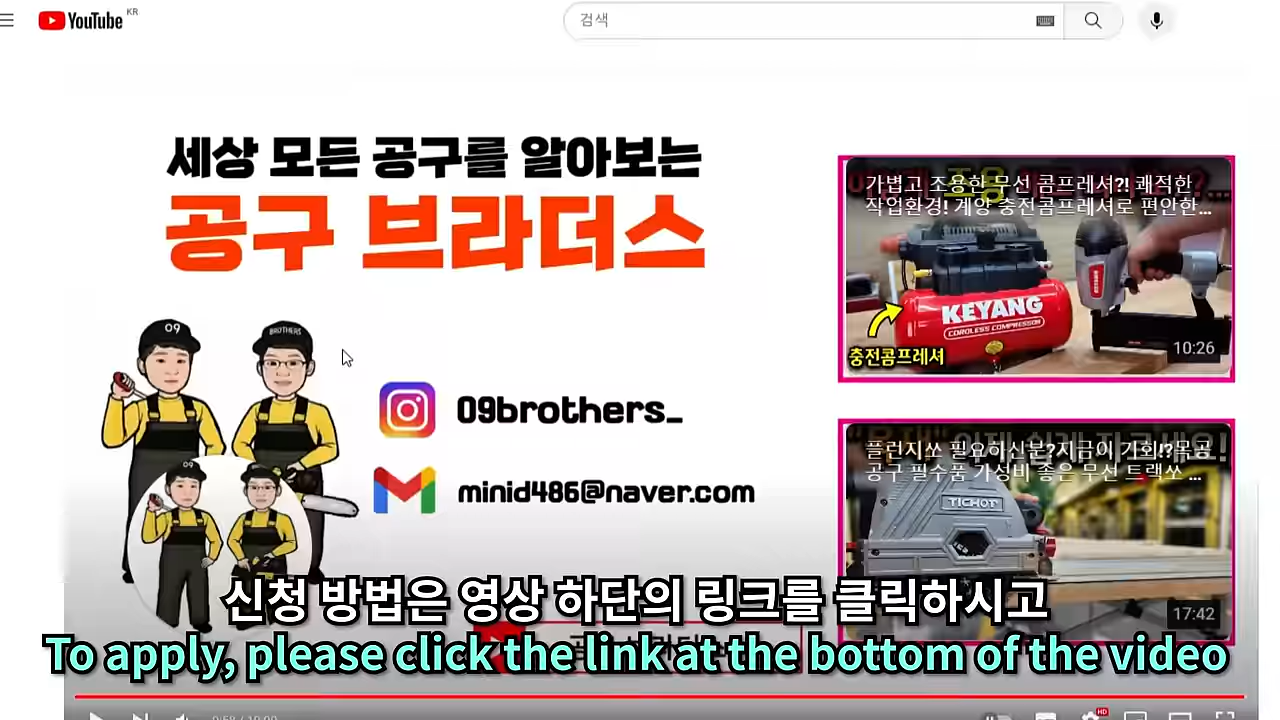 YouTube KR
검색
세상 모든 공구를 알아보는
공구 브라더스
09
BROTHERS
09brothers_
minid486@naver.com
09
가볍고 조용한 무선 콤프레셔?! 쾌적한
작업환경! 계양 충전콤프레셔로 편안한...
KEYANG
CORDLESS COMPRESSOR
충전콤프레셔
10:26
플런지쏘 필요하신분?지금이 기회!?목공
공구 필수품 가성비 좋은 무선 트랙쏘 ...
TICHOT
17:42
신청 방법은 영상 하단의 링크를 클릭하시고
To apply, please click the link at the bottom of the video
HD